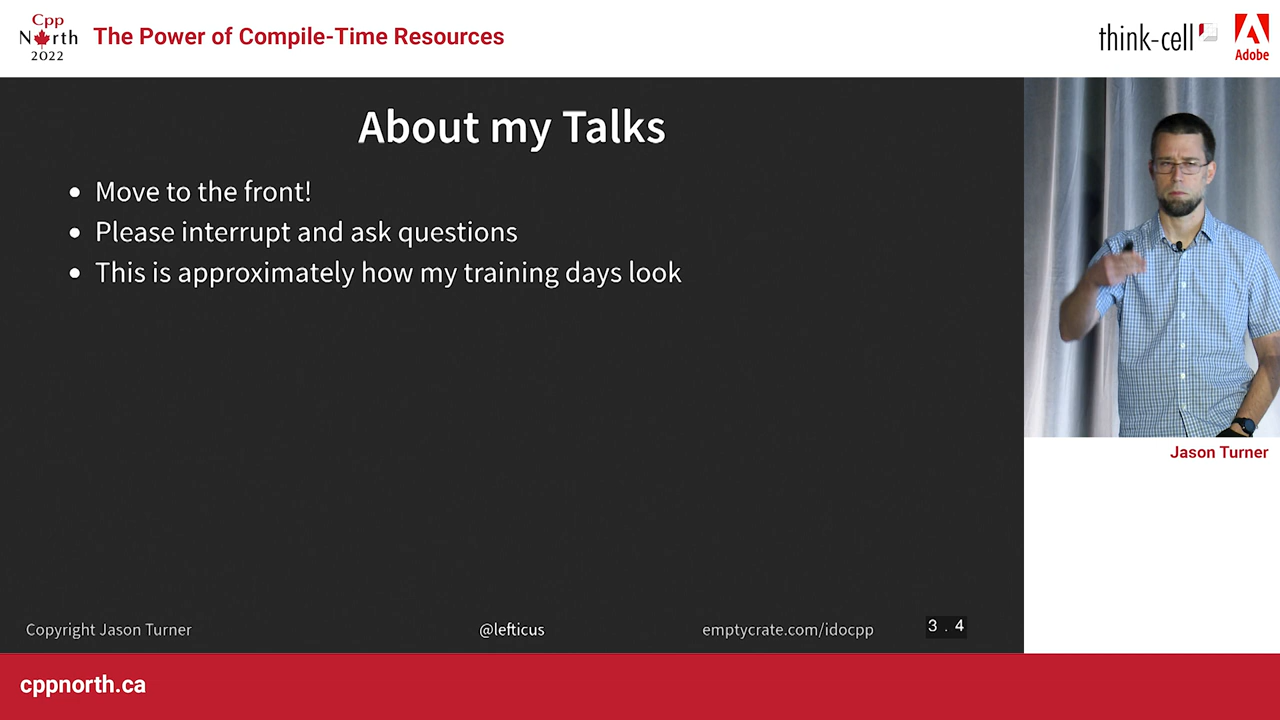 Cpp
North
2022
The Power of Compile-Time Resources
think-cell
Adobe
About my Talks
Move to the front!
Please interrupt and ask questions
This is approximately how my training days look
Jason Turner
Copyright Jason Turner
@lefticus
emptycrate.com/idocpp
3 . 4
cppnorth.ca